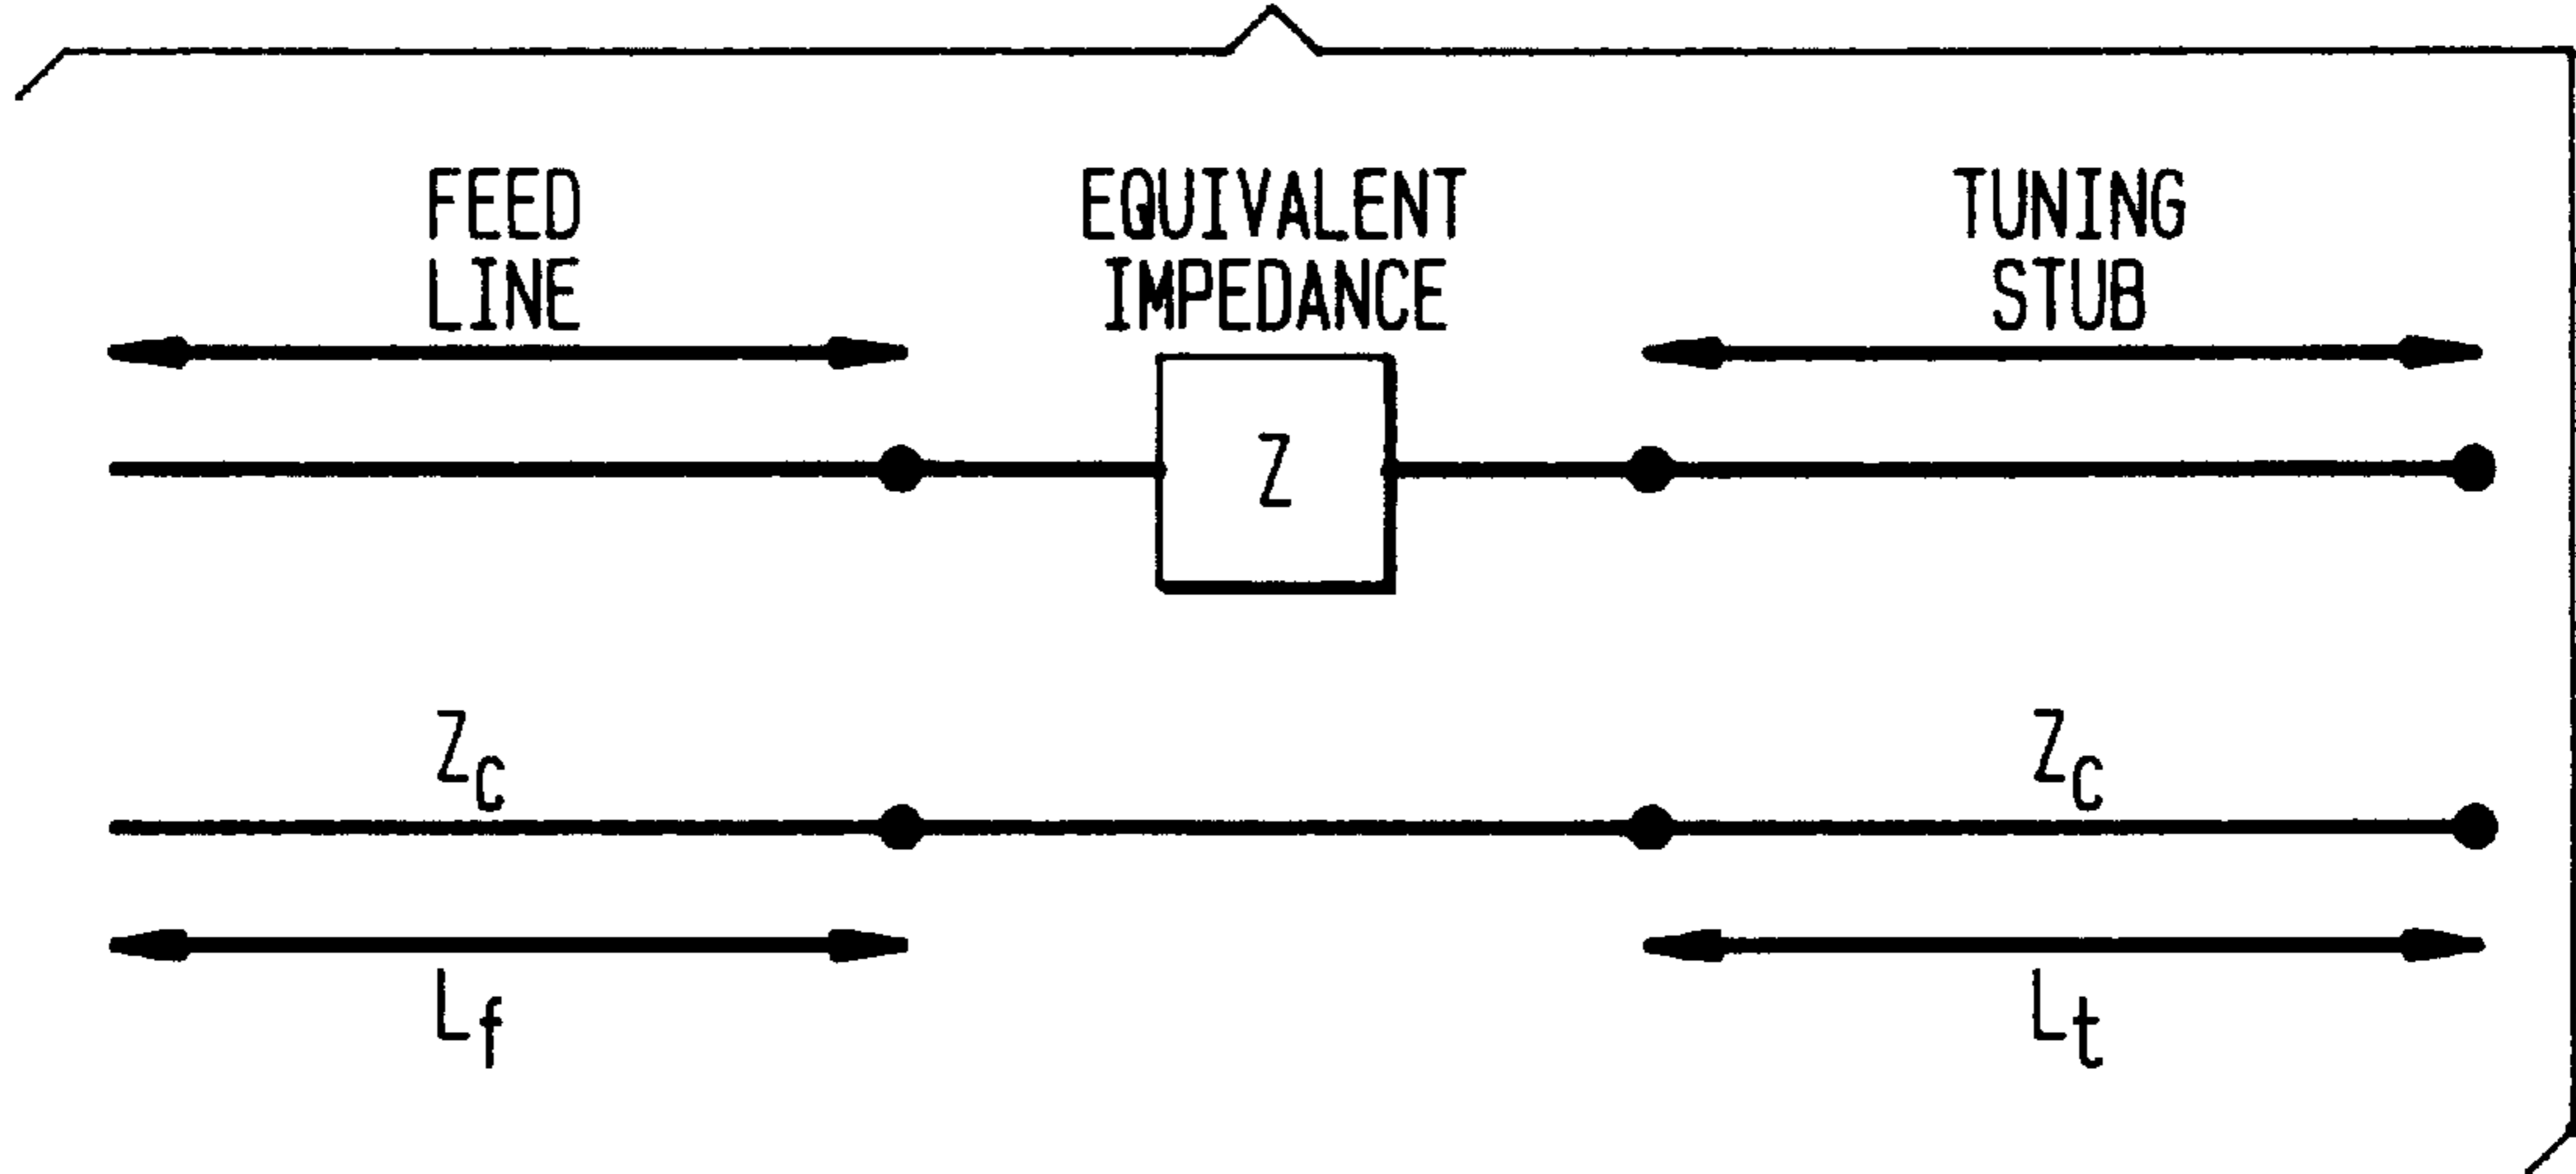 FEED
LINE
EQUIVALENT
IMPEDANCE
TUNING
STUB
Z
Zc
Zc
Lf
Lt